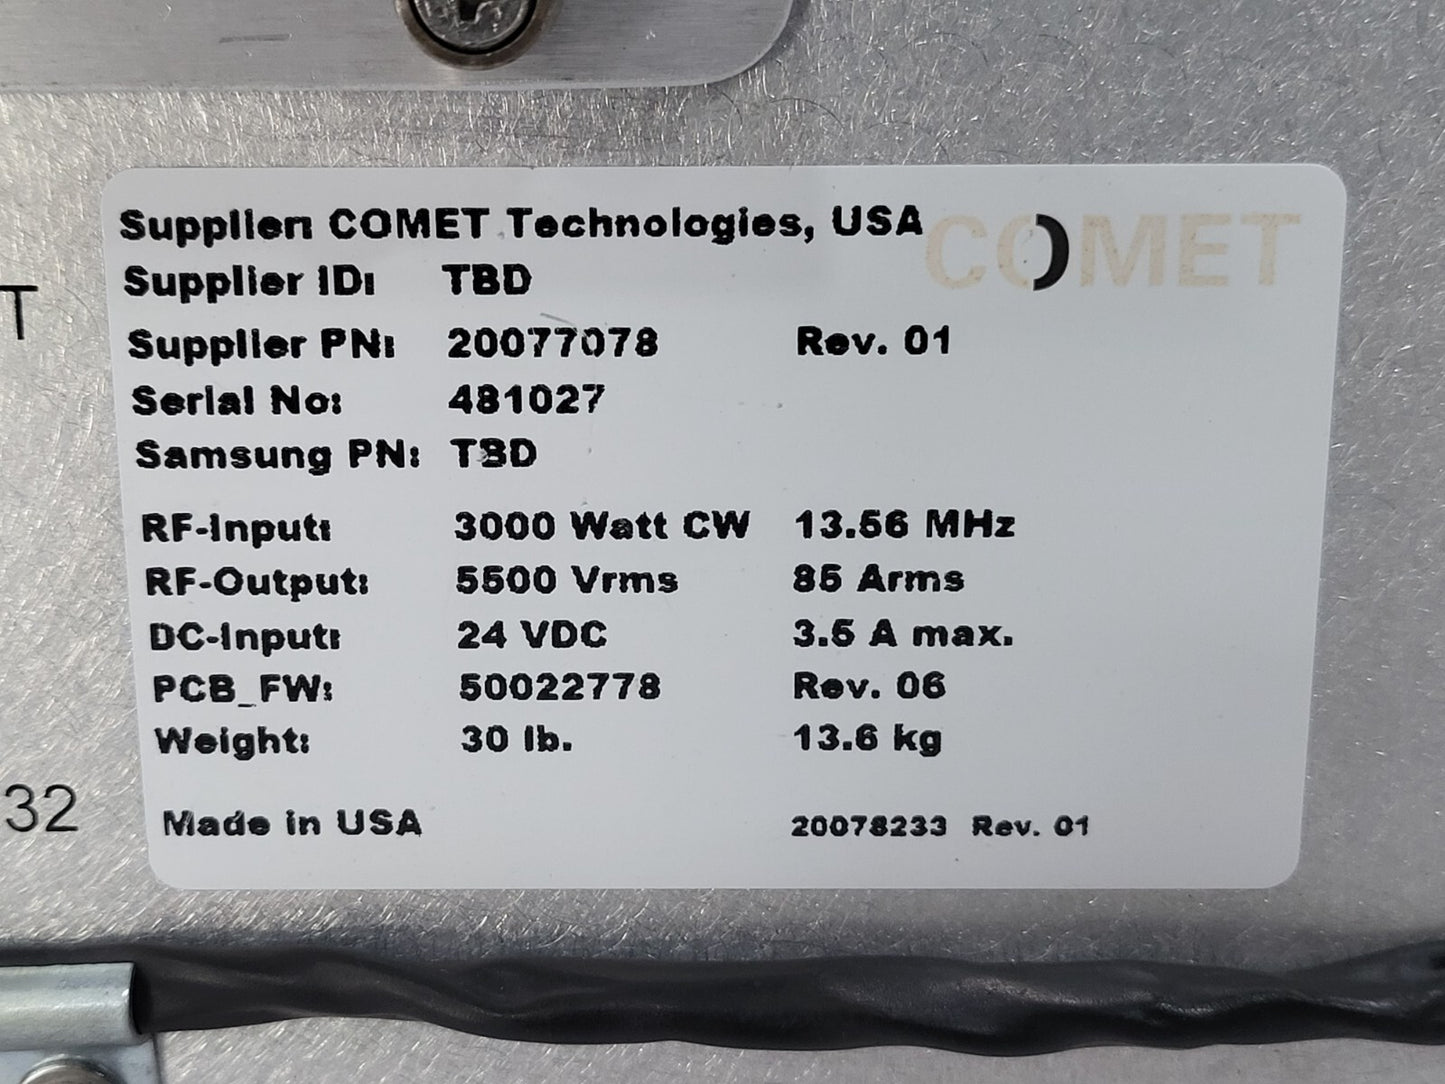 Supplier: COMET Technologies, USA
COMET
Supplier ID: TBD
T
Supplier PN: 20077078 Rev. 01
Serial No: 481027
Samsung PN: TBD
RF-Input: 3000 Watt CW 13.56 MHz
RF-Output: 5500 Vrms 85 Arms
DC-Input: 24 VDC 3.5 A max.
PCB_FW: 50022778 Rev. 06
Weight: 30 lb. 13.6 kg
32
Made in USA 20078233 Rev. 01